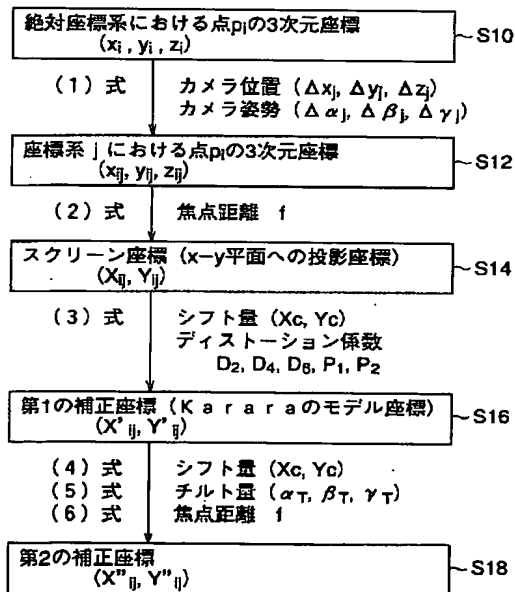 絶対座標系における点piの3次元座標
(xi , yi , zi)
S10
(1) 式 カメラ位置 (Δxj, Δyj, Δzj)
カメラ姿勢 (Δαj, Δβj, Δγj)
座標系 j における点piの3次元座標
(xij, yij, zij)
S12
(2) 式 焦点距離 f
スクリーン座標 (x−y平面への投影座標)
(Xij, Yij)
S14
(3) 式 シフト量 (Xc, Yc)
ディストーション係数
D2, D4, D6, P1, P2
第1の補正座標 (Kararaのモデル座標)
(X'ij, Y'ij)
S16
(4) 式 シフト量 (Xc, Yc)
(5) 式 チルト量 (αT, βT, γT)
(6) 式 焦点距離 f
第2の補正座標
(X"ij, Y"ij)
S18